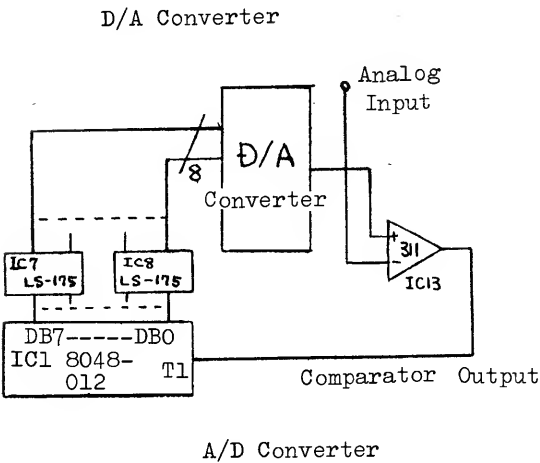 D/A Converter
Analog
Input
D/A
8
Converter
IC7
LS-175
IC8
LS-175
+
311
-
IC13
DB7-----DB0
IC1 8048-
012
T1
Comparator Output
A/D Converter